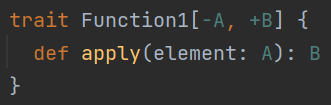 trait Function1[-A, +B] {
  def apply(element: A): B
}